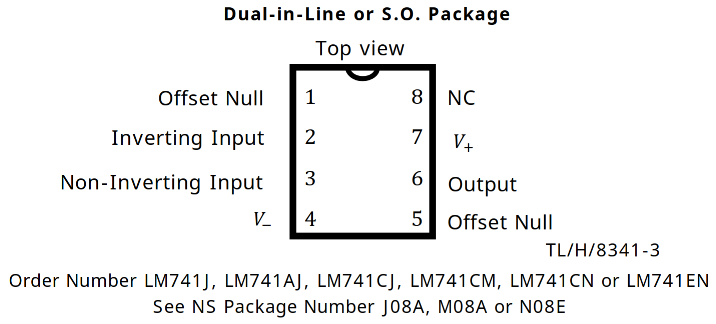 Dual-in-Line or S.O. Package
Top view
Offset Null 1 8 NC
Inverting Input 2 7 V+
Non-Inverting Input 3 6 Output
V− 4 5 Offset Null
TL/H/8341-3
Order Number LM741J, LM741AJ, LM741CJ, LM741CM, LM741CN or LM741EN
See NS Package Number J08A, M08A or N08E